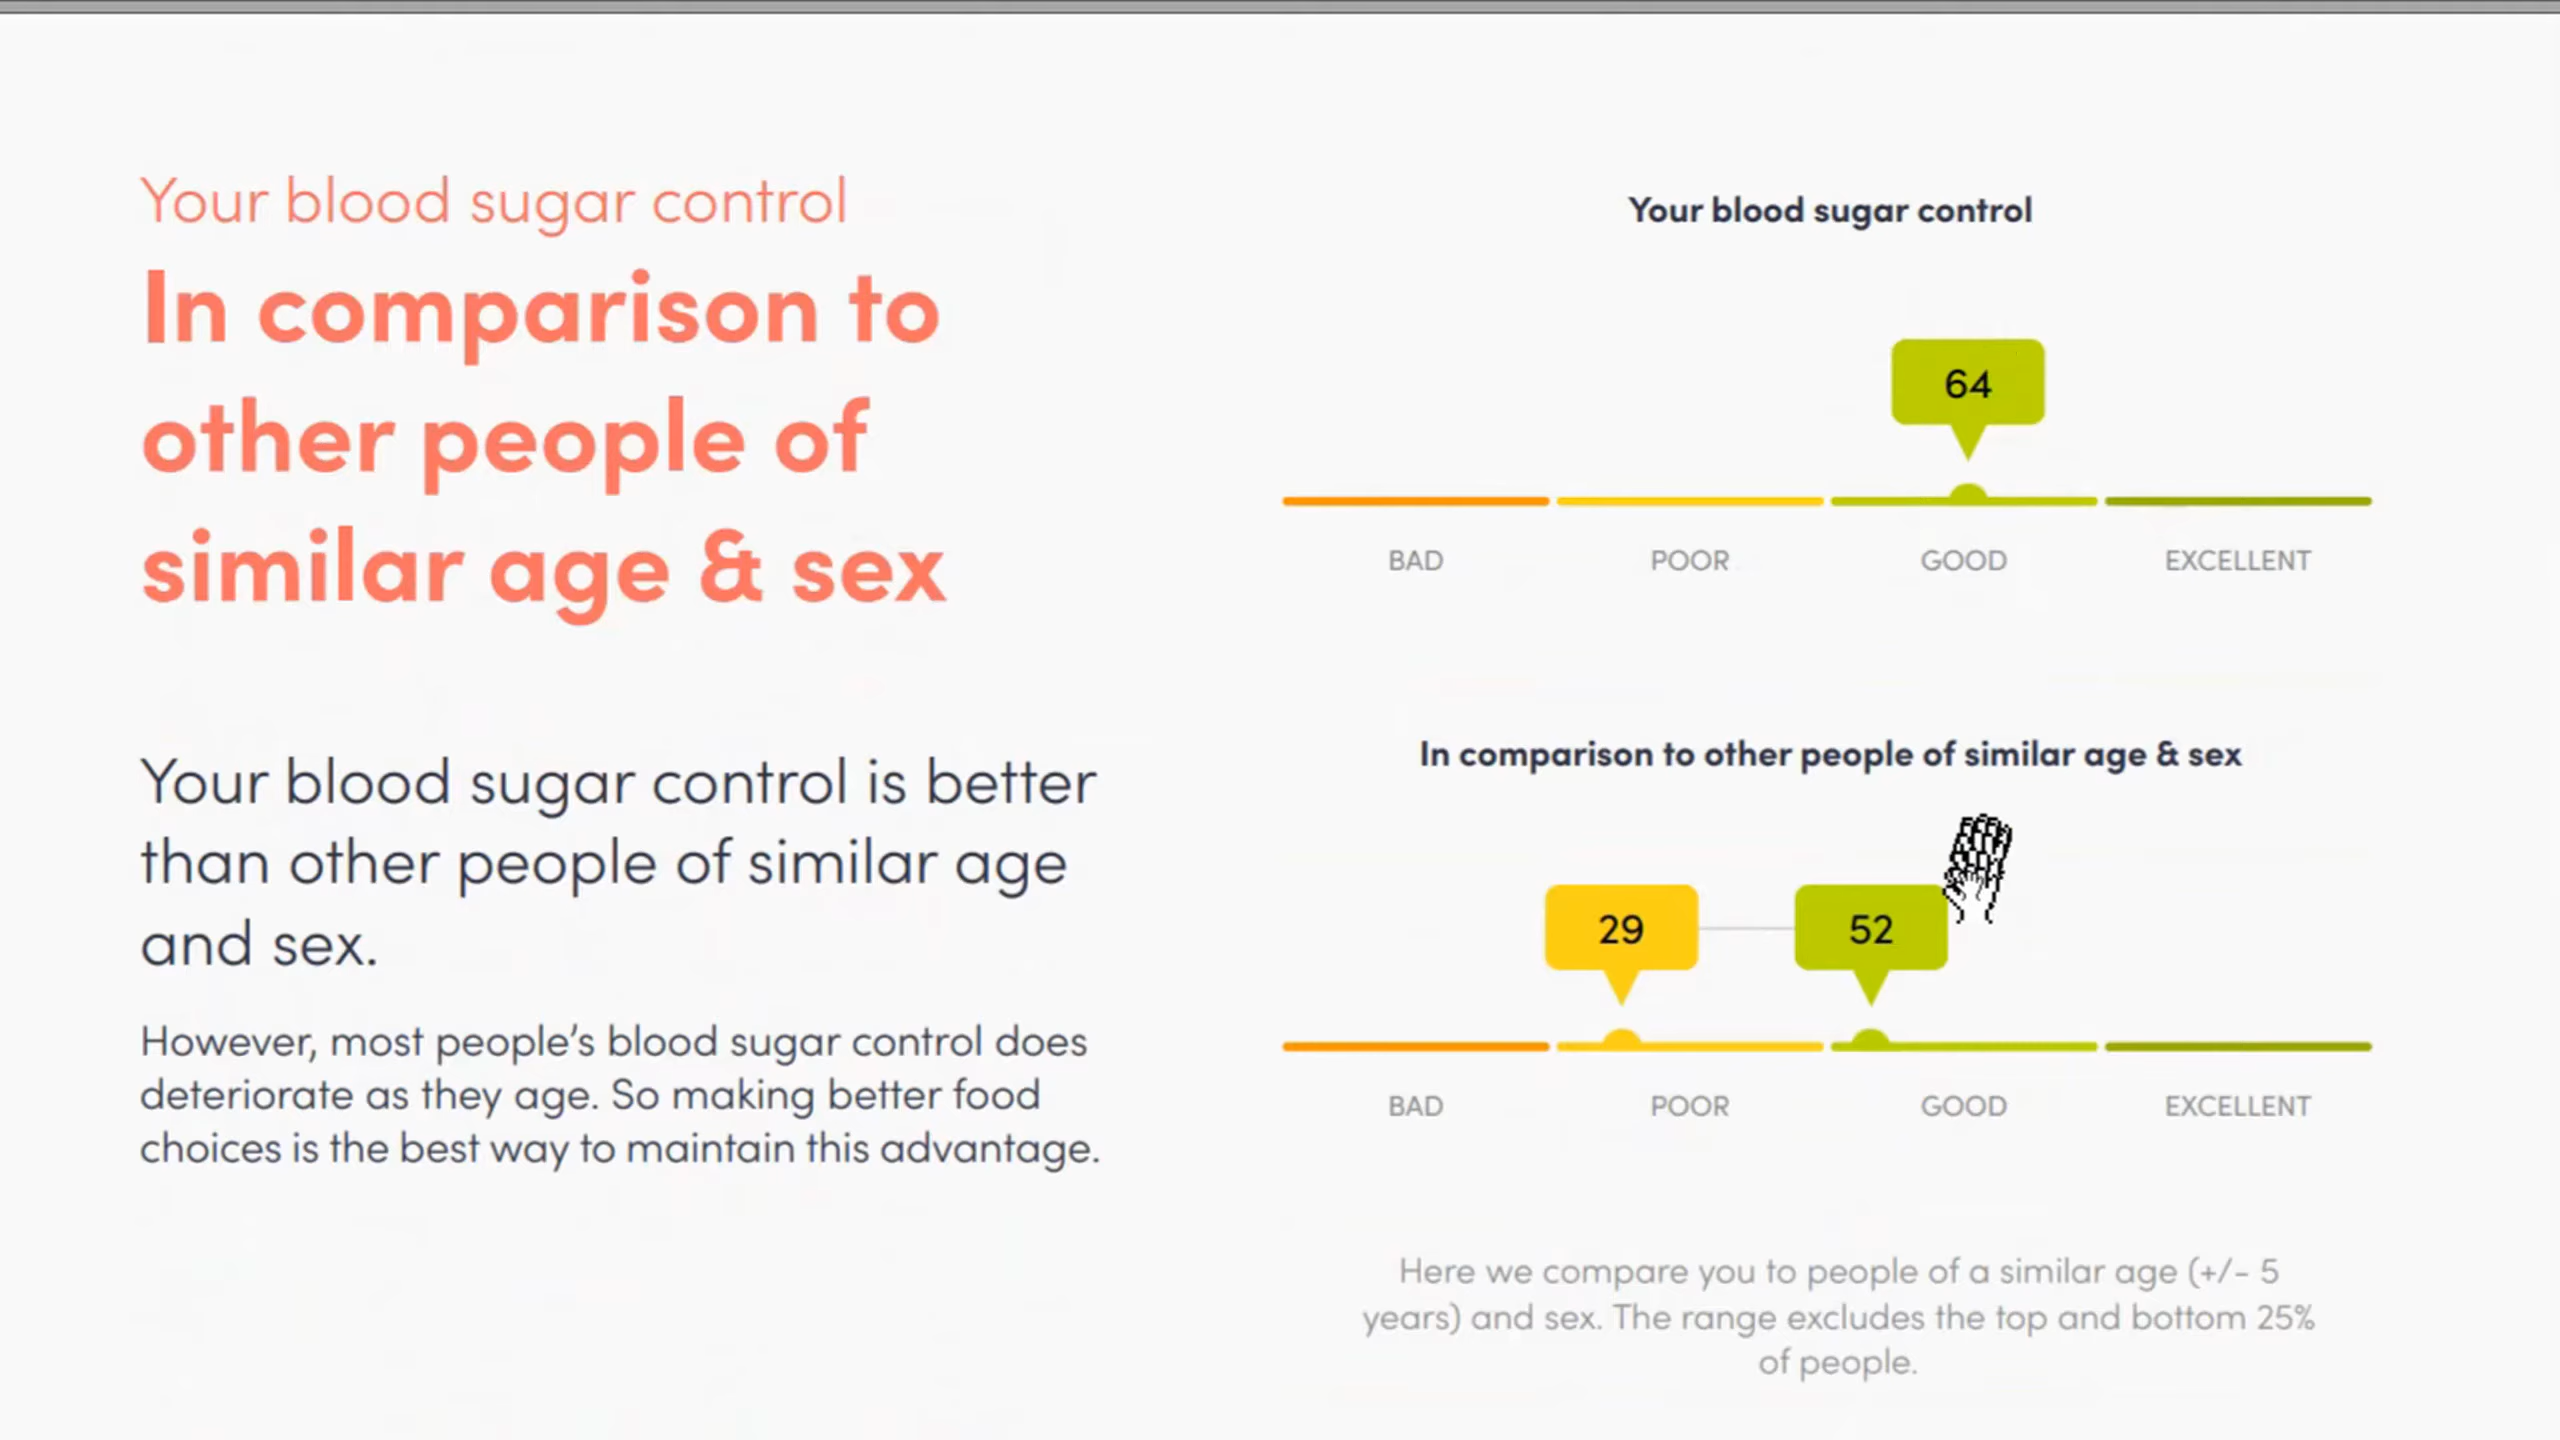 Your blood sugar control
In comparison to
other people of
similar age & sex
Your blood sugar control is better
than other people of similar age
and sex.
However, most people’s blood sugar control does
deteriorate as they age. So making better food
choices is the best way to maintain this advantage.
Your blood sugar control
64
BAD POOR GOOD EXCELLENT
In comparison to other people of similar age & sex
29 52
BAD POOR GOOD EXCELLENT
Here we compare you to people of a similar age (+/- 5
years) and sex. The range excludes the top and bottom 25%
of people.